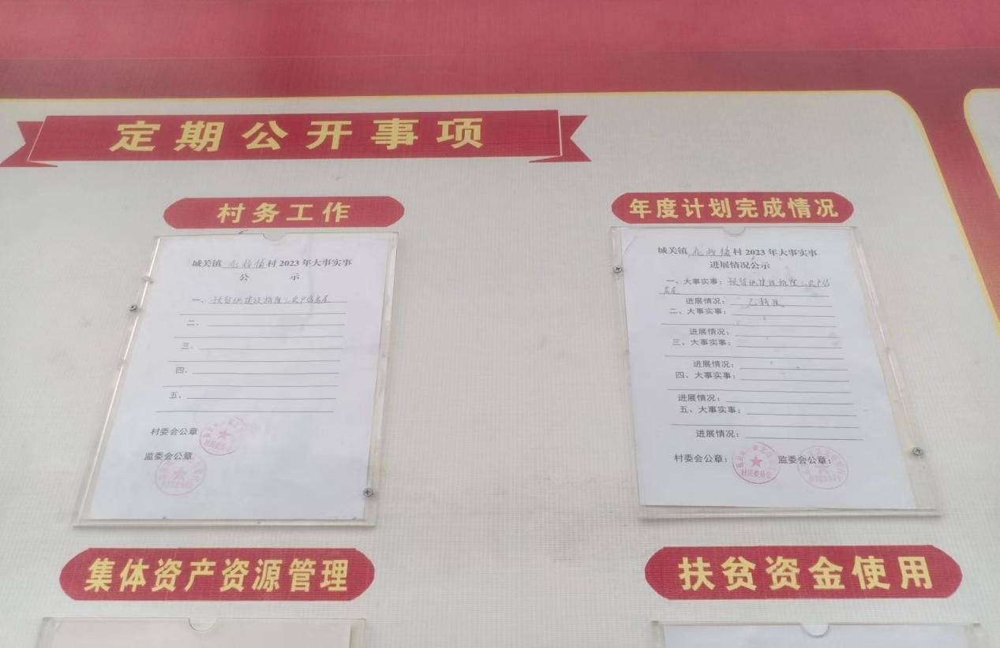 定期公开事项
村务工作
城关镇 村2023年大事实事
公 示
一、
二、
三、
四、
五、
村委会公章
监委会公章
年度计划完成情况
城关镇 村2023年大事实事
进展情况公示
一、大事实事：
进展情况：
二、大事实事：
进展情况：
三、大事实事：
进展情况：
四、大事实事：
进展情况：
五、大事实事：
进展情况：
村委会公章： 监委会公章：
村民委员会
集体资产资源管理
扶贫资金使用